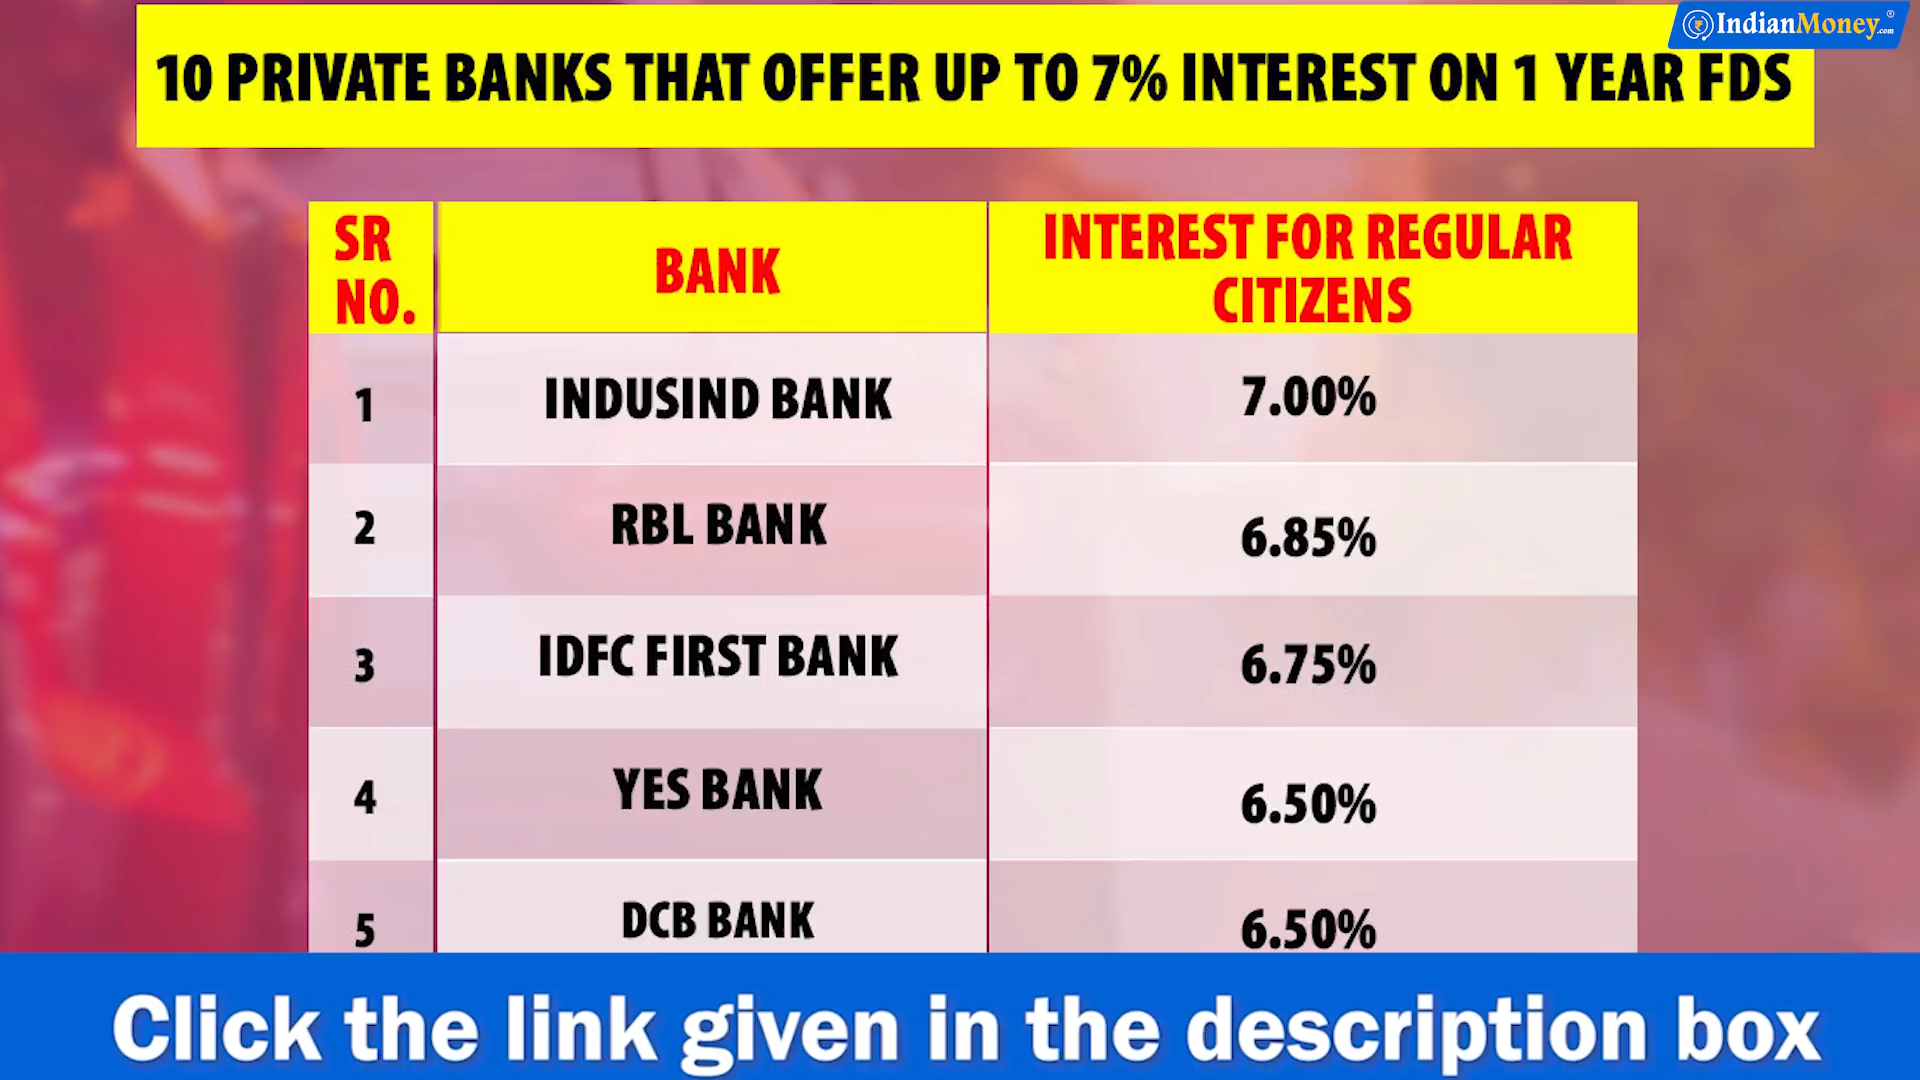 IndianMoney.com®
10 PRIVATE BANKS THAT OFFER UP TO 7% INTEREST ON 1 YEAR FDS
SR NO. BANK INTEREST FOR REGULAR CITIZENS
1 INDUSIND BANK 7.00%
2 RBL BANK 6.85%
3 IDFC FIRST BANK 6.75%
4 YES BANK 6.50%
5 DCB BANK 6.50%
Click the link given in the description box